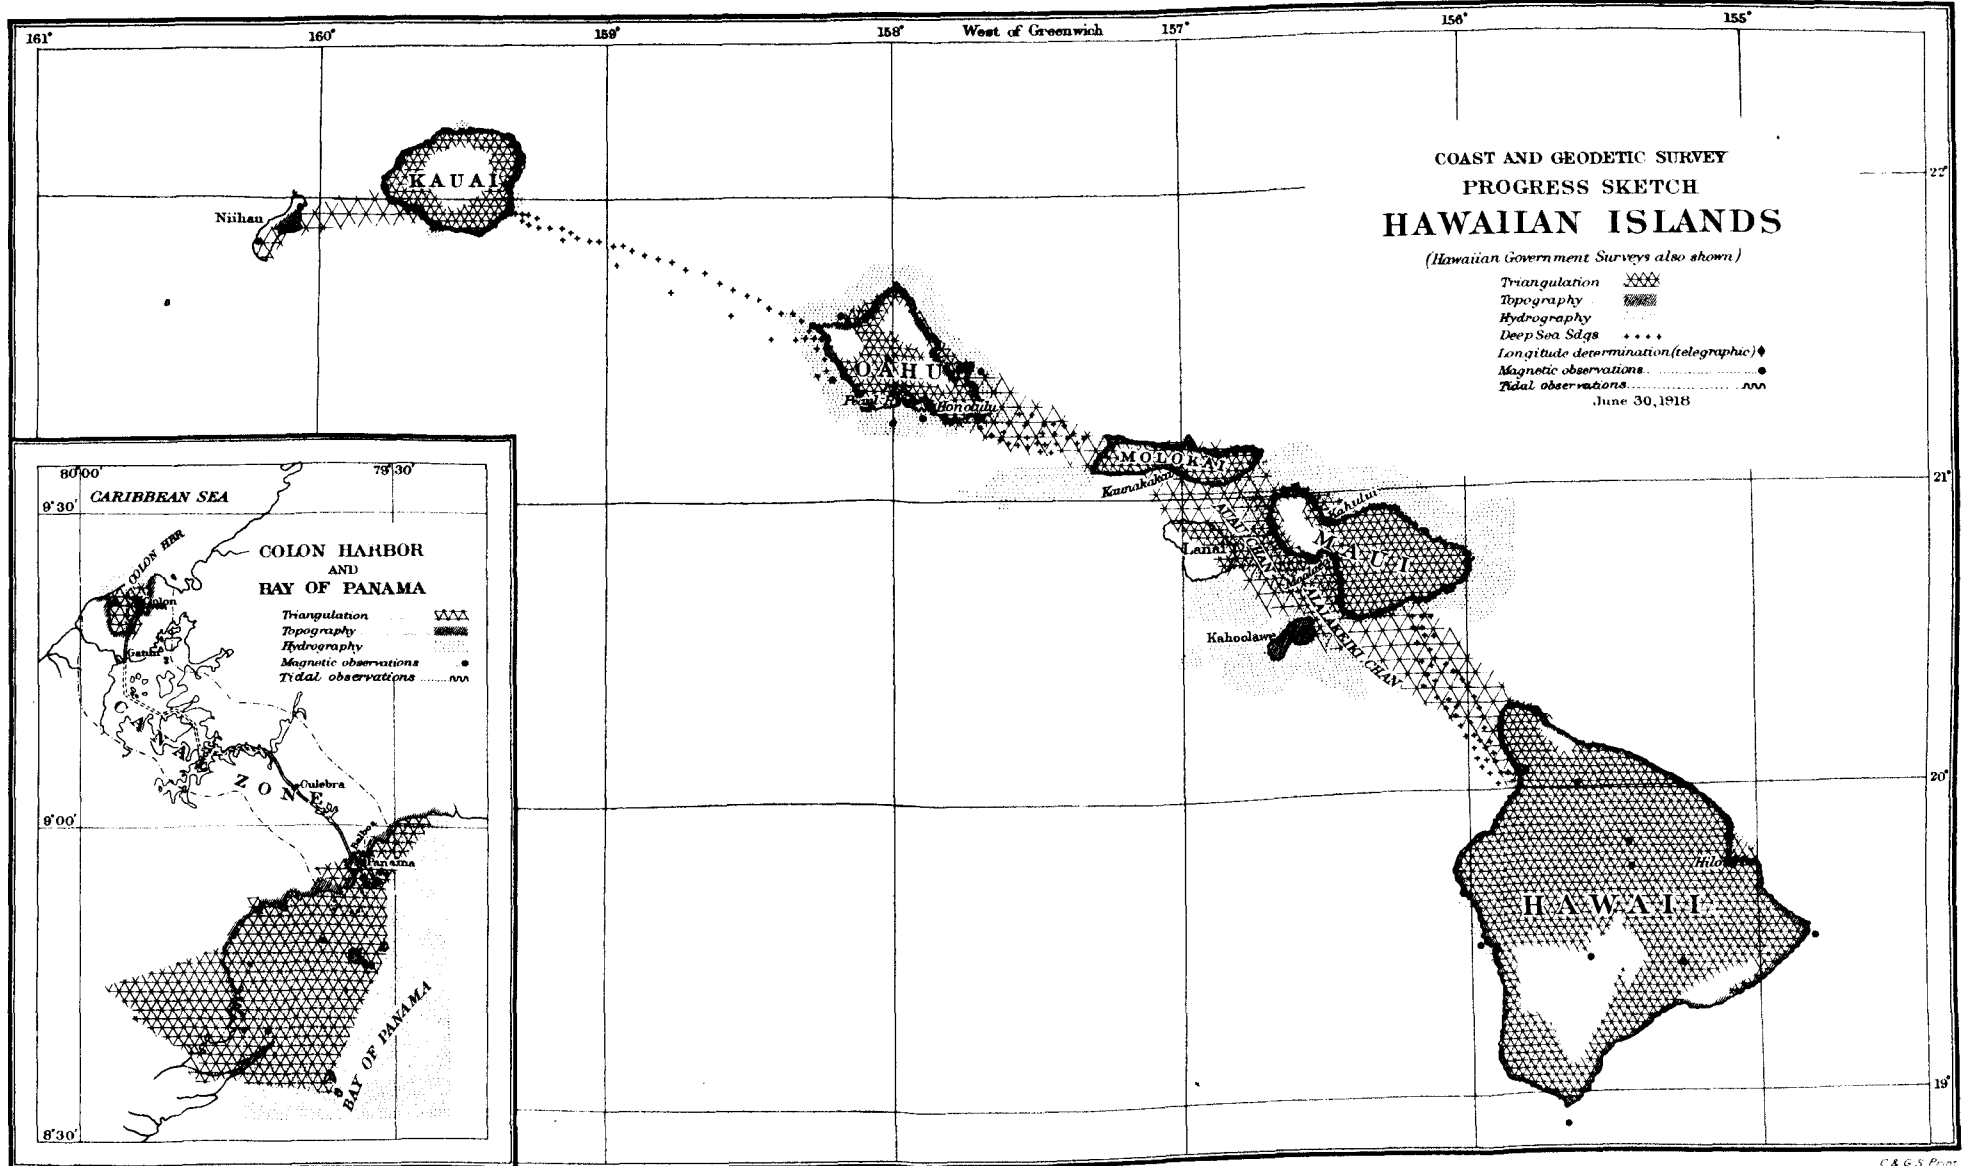 161° 160° 159° 158° West of Greenwich 157° 156° 155°
COAST AND GEODETIC SURVEY
PROGRESS SKETCH
HAWAIIAN ISLANDS
(Hawaiian Government Surveys also shown)
Triangulation
Topography
Hydrography
Deep Sea Sdgs
Longitude determination (telegraphic)
Magnetic observations
Tidal observations
June 30, 1918
22°
21°
20°
19°
KAUAI
Niihau
OAHU
Honolulu
MOLOKAI
Kaunakakai
Kahului
Lanai
MAUI
Kahoolawe
ALALAKEIKI CHAN
Hilo
HAWAII
80°00' 79°30'
CARIBBEAN SEA
9°30'
COLON HBR
COLON HARBOR
AND
BAY OF PANAMA
Colon
Triangulation
Topography
Hydrography
Magnetic observations
Tidal observations
Gatun
CANAL
ZONE
Culebra
9°00'
Balboa
Panama
BAY OF PANAMA
8°30'
C & G S Print